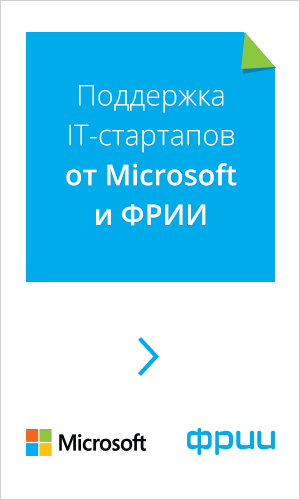 Поддержка
IT-стартапов
от Microsoft
и ФРИИ
Microsoft
фрии